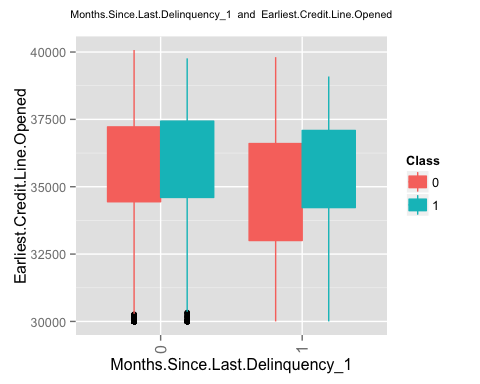 Months.Since.Last.Delinquency_1 and Earliest.Credit.Line.Opened
Earliest.Credit.Line.Opened
40000
37500
35000
32500
30000
0
1
Months.Since.Last.Delinquency_1
Class
0
1